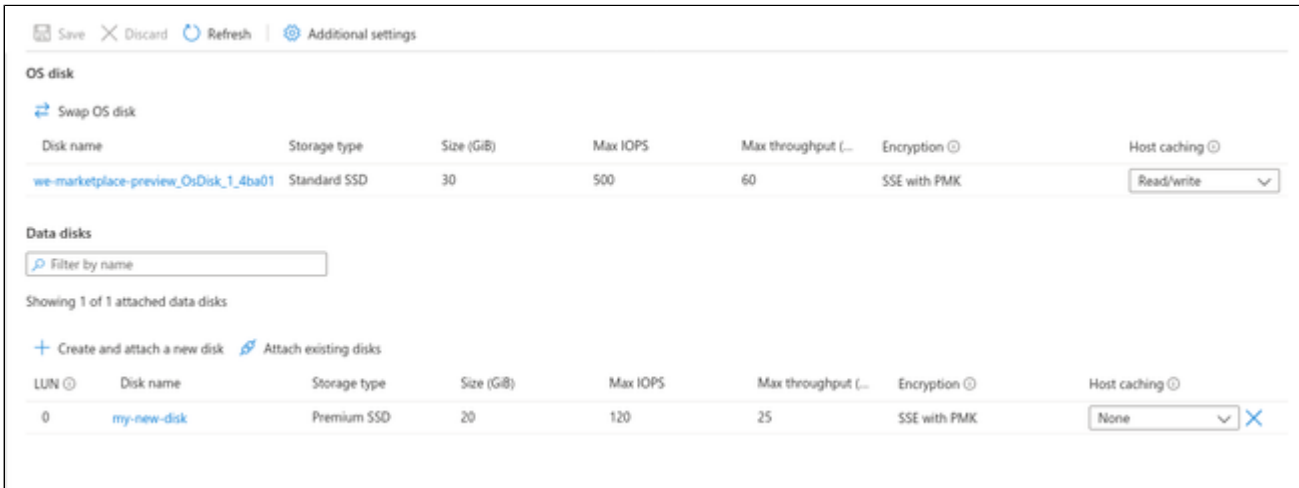 Save Discard Refresh Additional settings
OS disk
Swap OS disk
Disk name Storage type Size (GiB) Max IOPS Max throughput (... Encryption Host caching
we-marketplace-preview_OsDisk_1_4ba01 Standard SSD 30 500 60 SSE with PMK Read/write
Data disks
Filter by name
Showing 1 of 1 attached data disks
Create and attach a new disk Attach existing disks
LUN Disk name Storage type Size (GiB) Max IOPS Max throughput (... Encryption Host caching
0 my-new-disk Premium SSD 20 120 25 SSE with PMK None